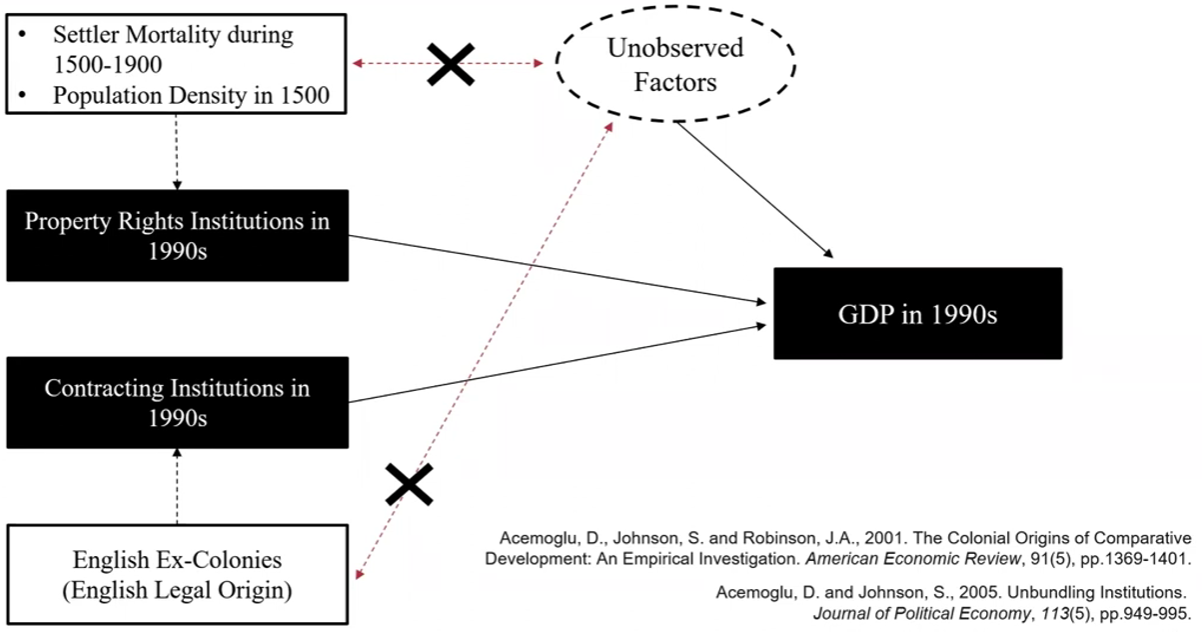 • Settler Mortality during
1500-1900
• Population Density in 1500
Unobserved
Factors
Property Rights Institutions in
1990s
GDP in 1990s
Contracting Institutions in
1990s
English Ex-Colonies
(English Legal Origin)
Acemoglu, D., Johnson, S. and Robinson, J.A., 2001. The Colonial Origins of Comparative
Development: An Empirical Investigation. American Economic Review, 91(5), pp.1369-1401.
Acemoglu, D. and Johnson, S., 2005. Unbundling Institutions.
Journal of Political Economy, 113(5), pp.949-995.